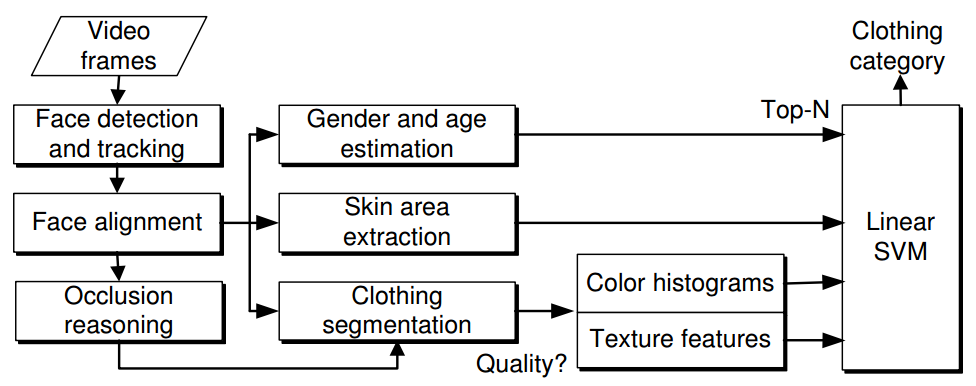 Video
frames
Clothing
category
Face detection
and tracking
Gender and age
estimation
Top-N
Face alignment
Skin area
extraction
Linear
SVM
Occlusion
reasoning
Clothing
segmentation
Color histograms
Texture features
Quality?